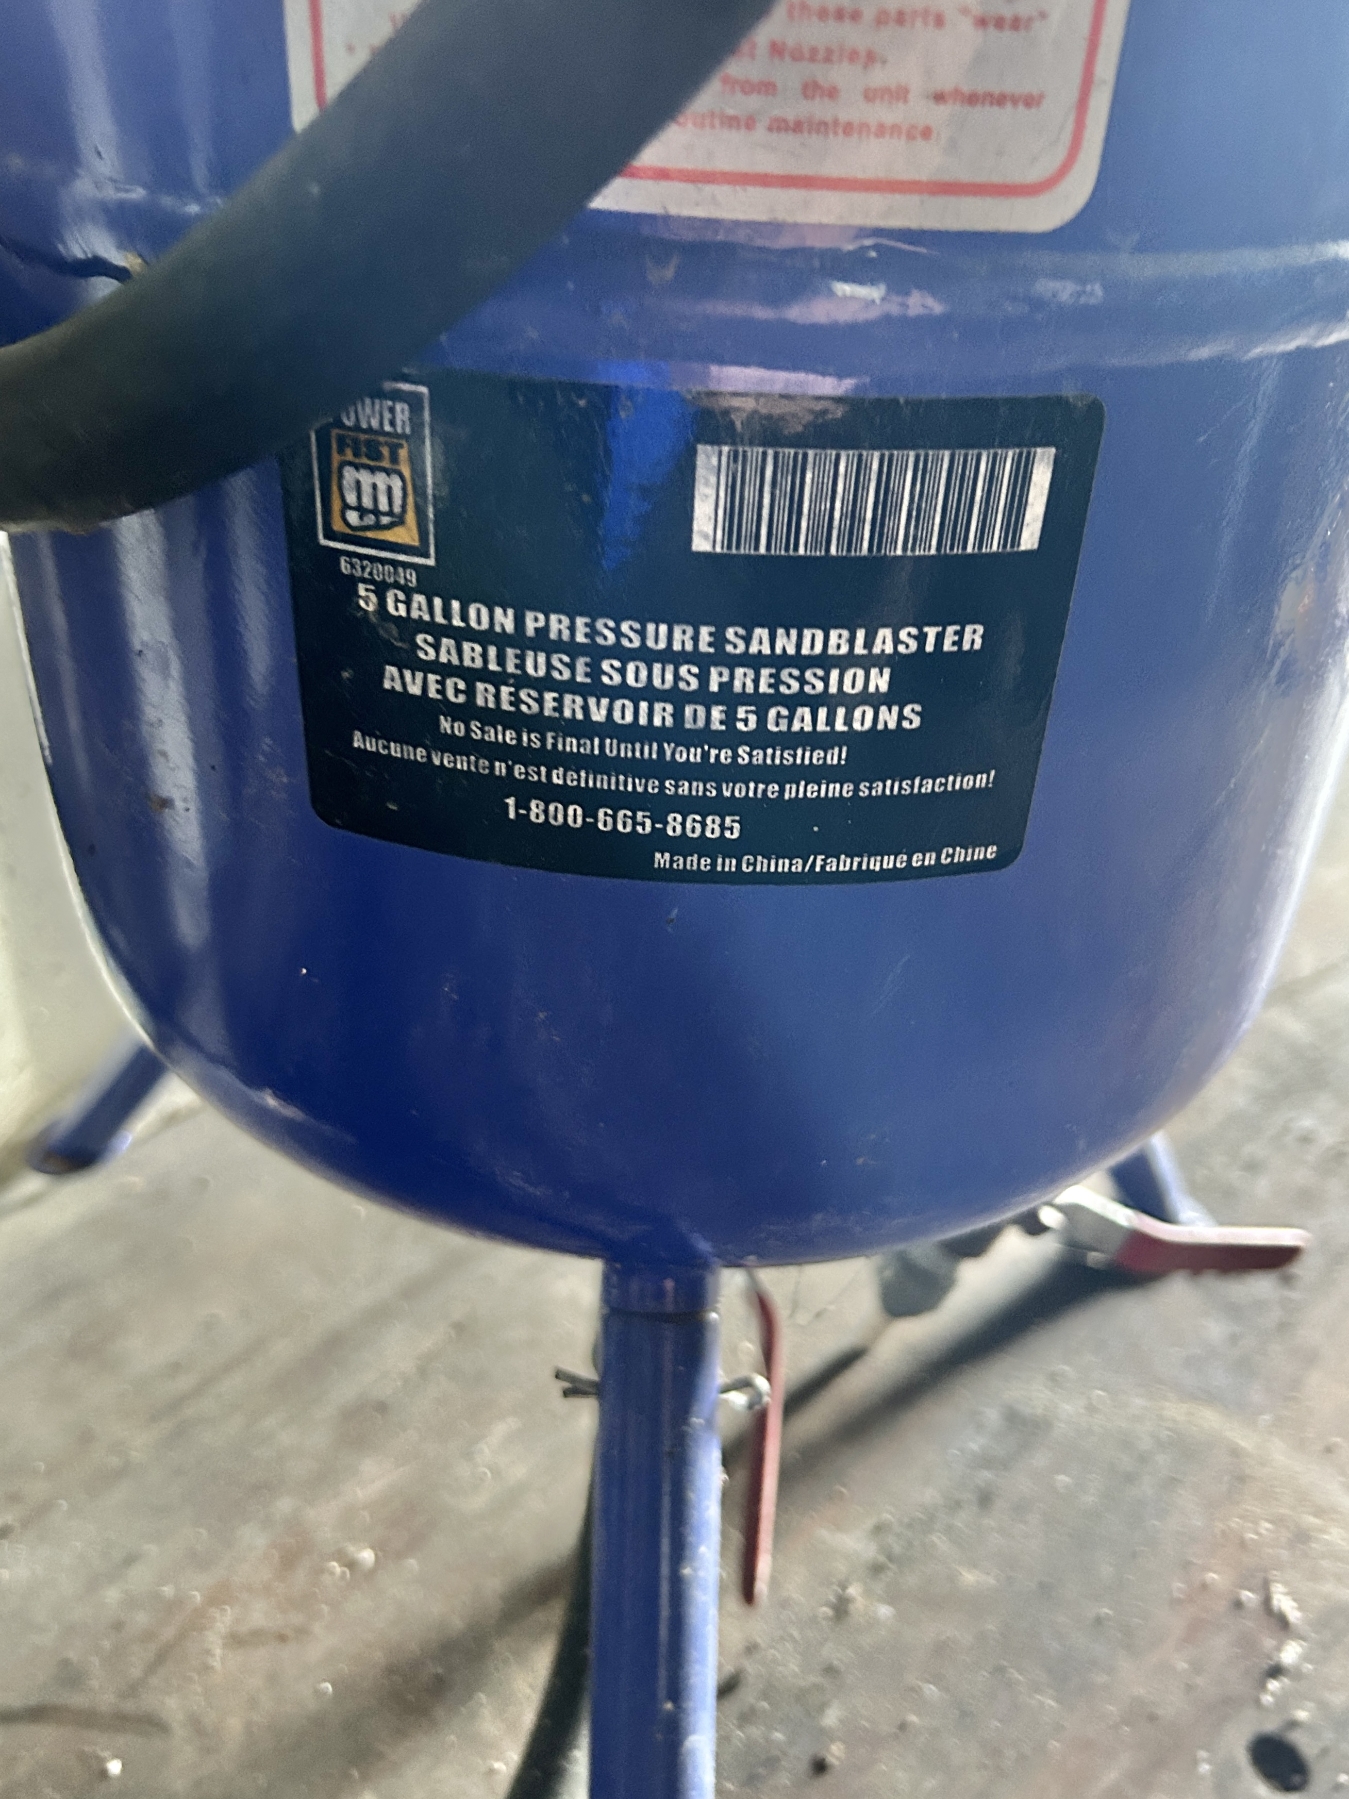 these parts "wear"
Nozzles.
from the unit whenever
routine maintenance.
POWER
FIST
6320049
5 GALLON PRESSURE SANDBLASTER
SABLEUSE SOUS PRESSION
AVEC RÉSERVOIR DE 5 GALLONS
No Sale is Final Until You're Satisfied!
Aucune vente n'est définitive sans votre pleine satisfaction!
1-800-665-8685
Made in China/Fabriqué en Chine